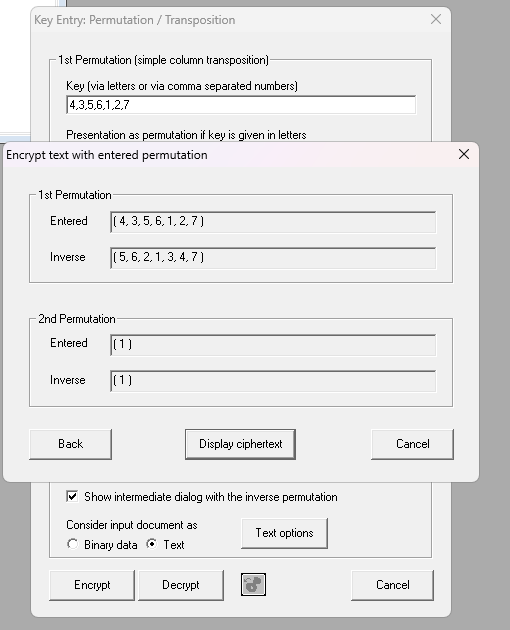 Key Entry: Permutation / Transposition
1st Permutation (simple column transposition)
Key (via letters or via comma separated numbers)
4,3,5,6,1,2,7
Presentation as permutation if key is given in letters
Encrypt text with entered permutation
1st Permutation
Entered ( 4, 3, 5, 6, 1, 2, 7 )
Inverse ( 5, 6, 2, 1, 3, 4, 7 )
2nd Permutation
Entered ( 1 )
Inverse ( 1 )
Back Display ciphertext Cancel
Show intermediate dialog with the inverse permutation
Consider input document as
Binary data Text Text options
Encrypt Decrypt Cancel